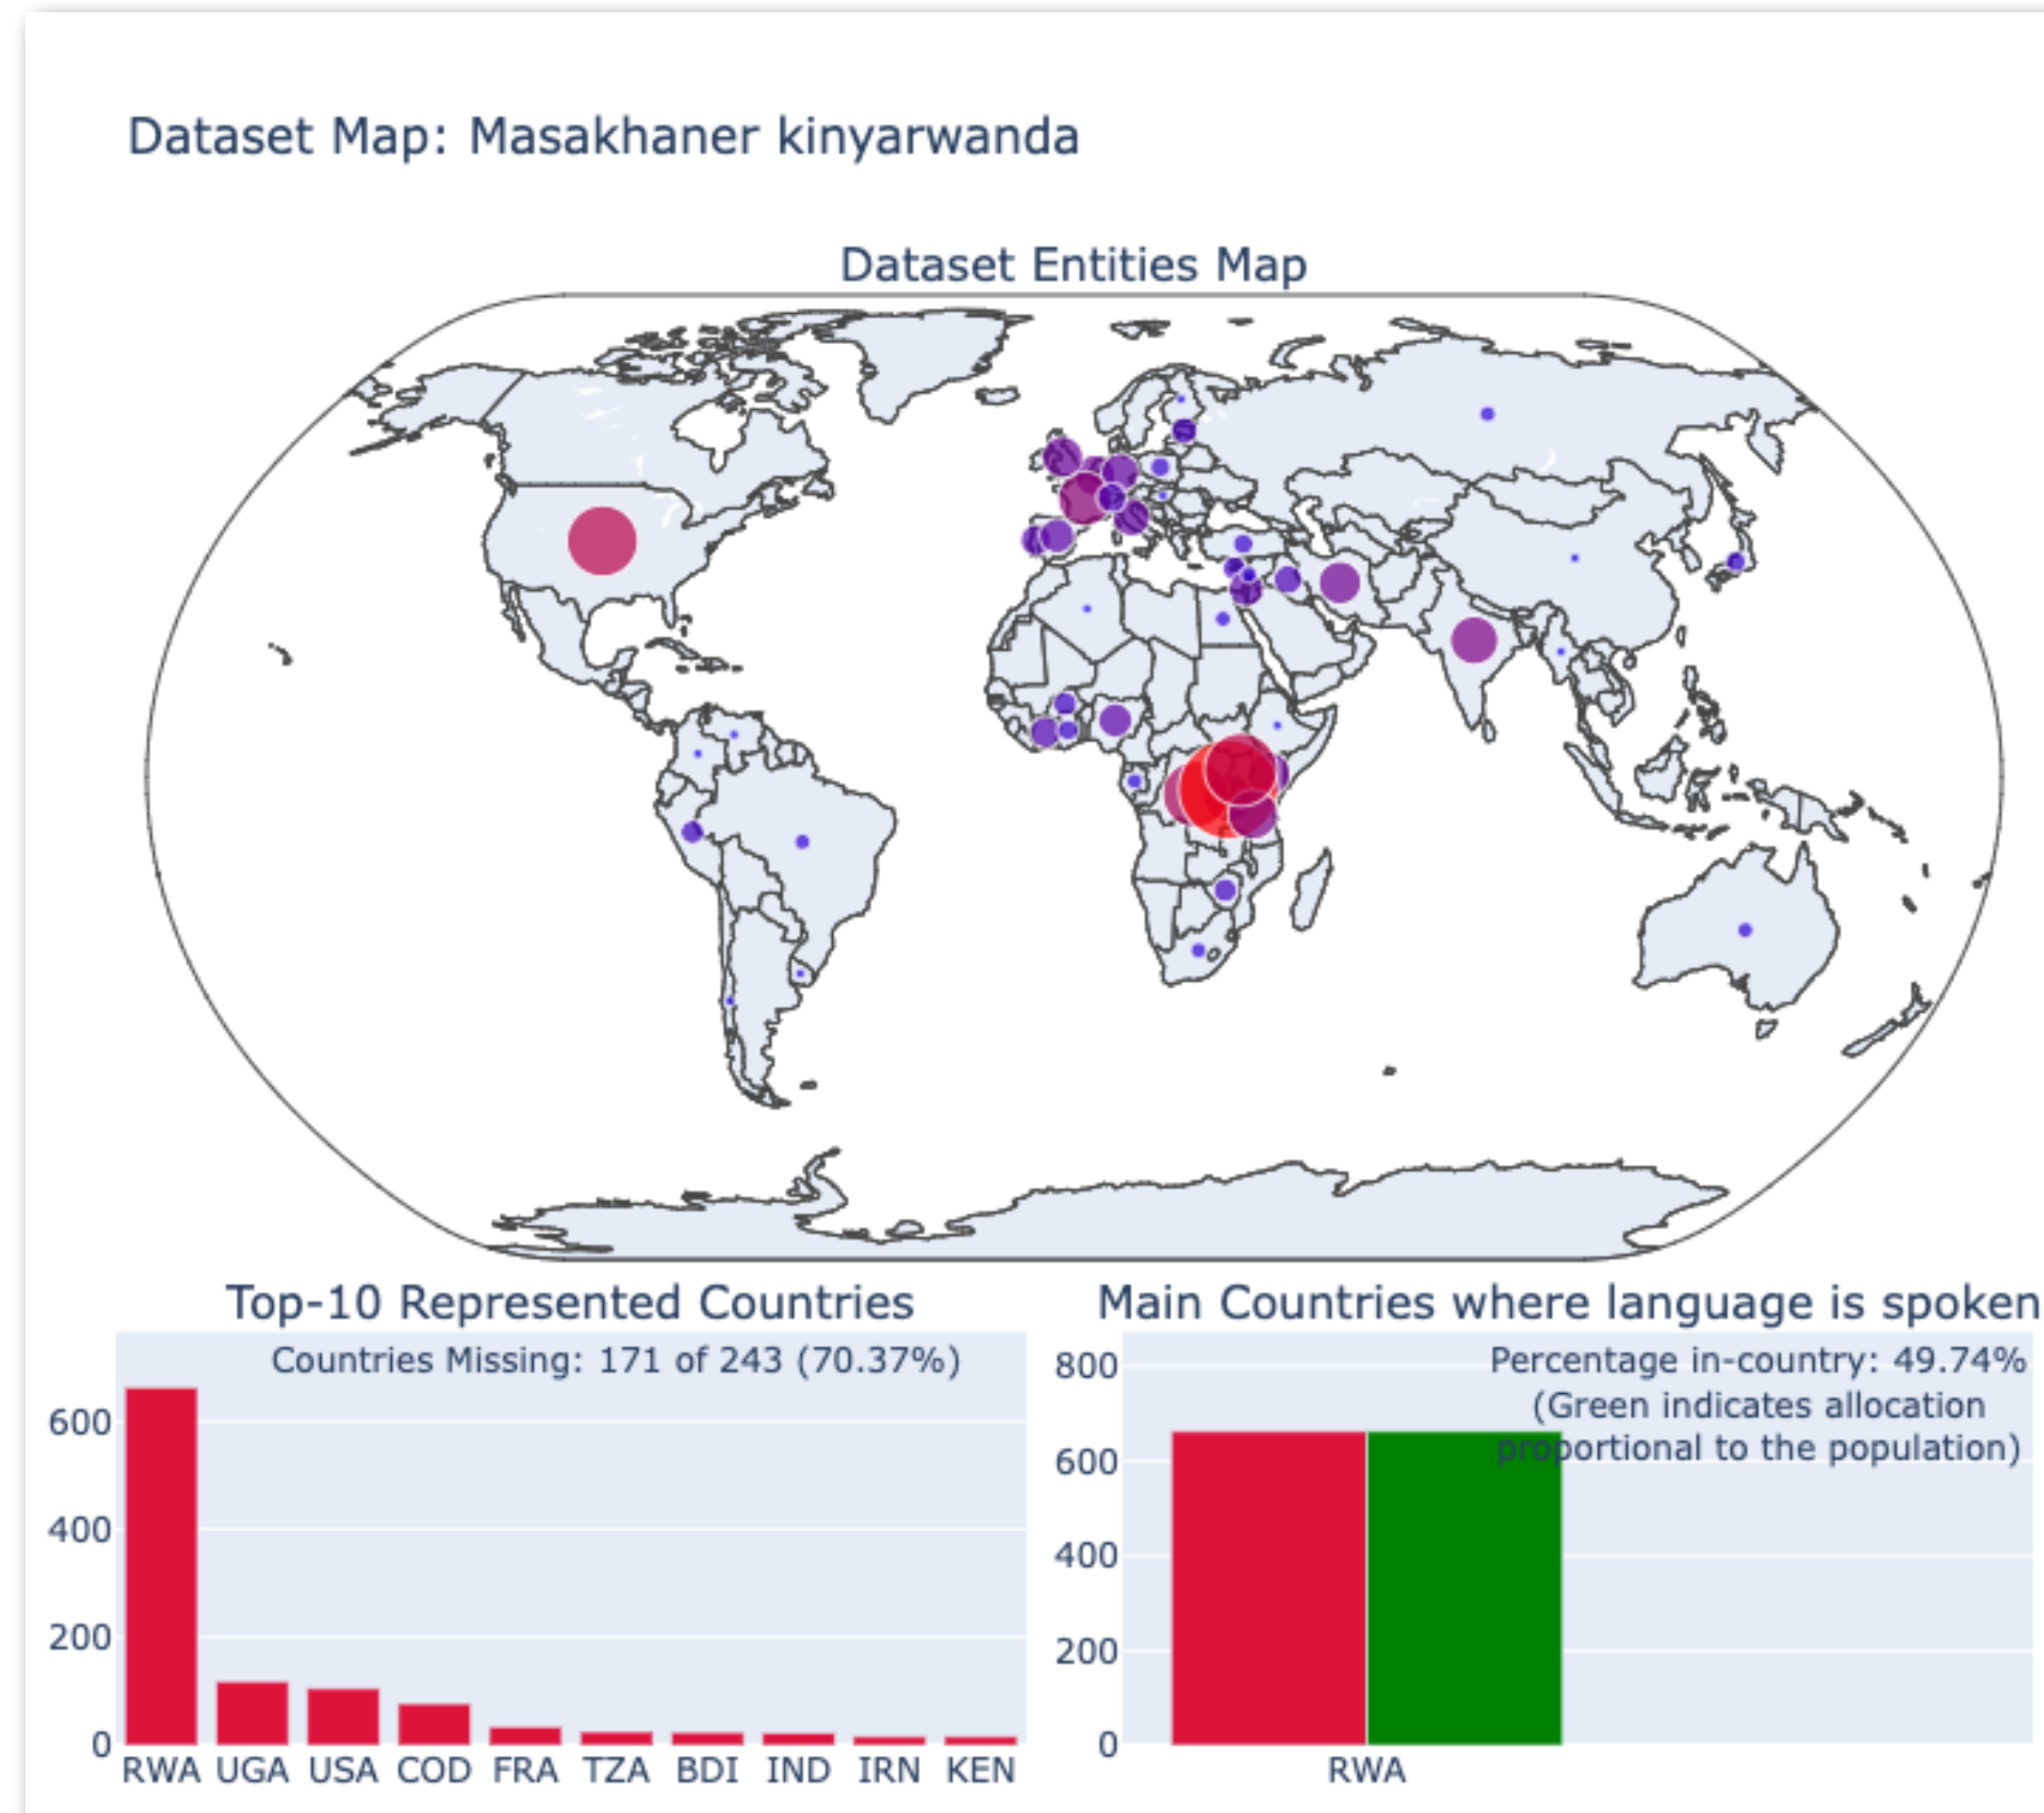 Dataset Map: Masakhaner kinyarwanda
Dataset Entities Map
Top-10 Represented Countries
Countries Missing: 171 of 243 (70.37%)
600
400
200
0
RWA UGA USA COD FRA TZA BDI IND IRN KEN
Main Countries where language is spoken
Percentage in-country: 49.74%
(Green indicates allocation
proportional to the population)
800
600
400
200
0
RWA